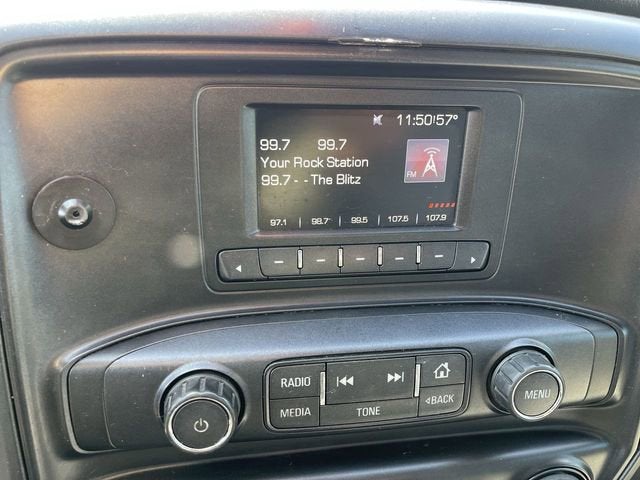 11:50 57°
99.7 99.7
Your Rock Station
99.7 - - The Blitz
FM
97.1 | 98.7 | 99.5 | 107.5 | 107.9
RADIO
MEDIA
TONE
BACK
MENU